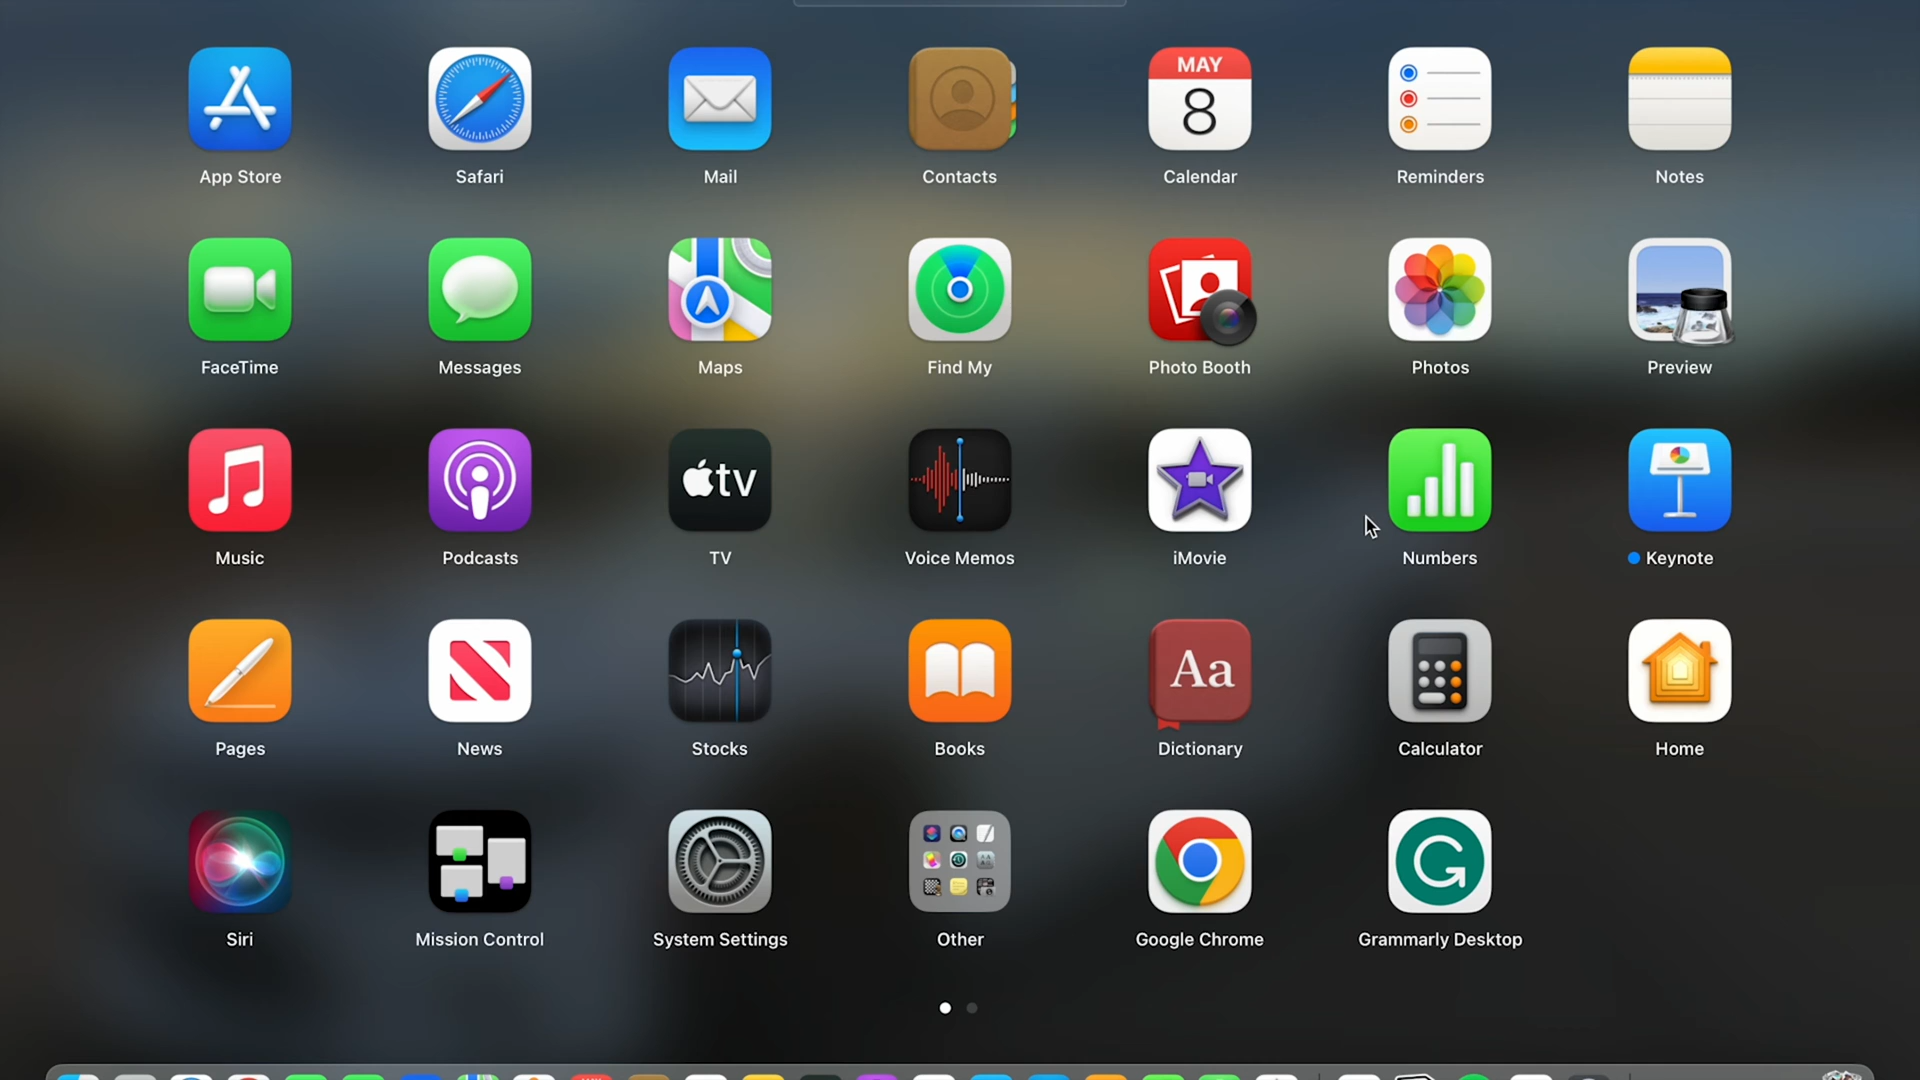 MAY
8
App Store
Safari
Mail
Contacts
Calendar
Reminders
Notes
FaceTime
Messages
Maps
Find My
Photo Booth
Photos
Preview
tv
Music
Podcasts
TV
Voice Memos
iMovie
Numbers
Keynote
Aa
Pages
News
Stocks
Books
Dictionary
Calculator
Home
Siri
Mission Control
System Settings
Other
Google Chrome
Grammarly Desktop